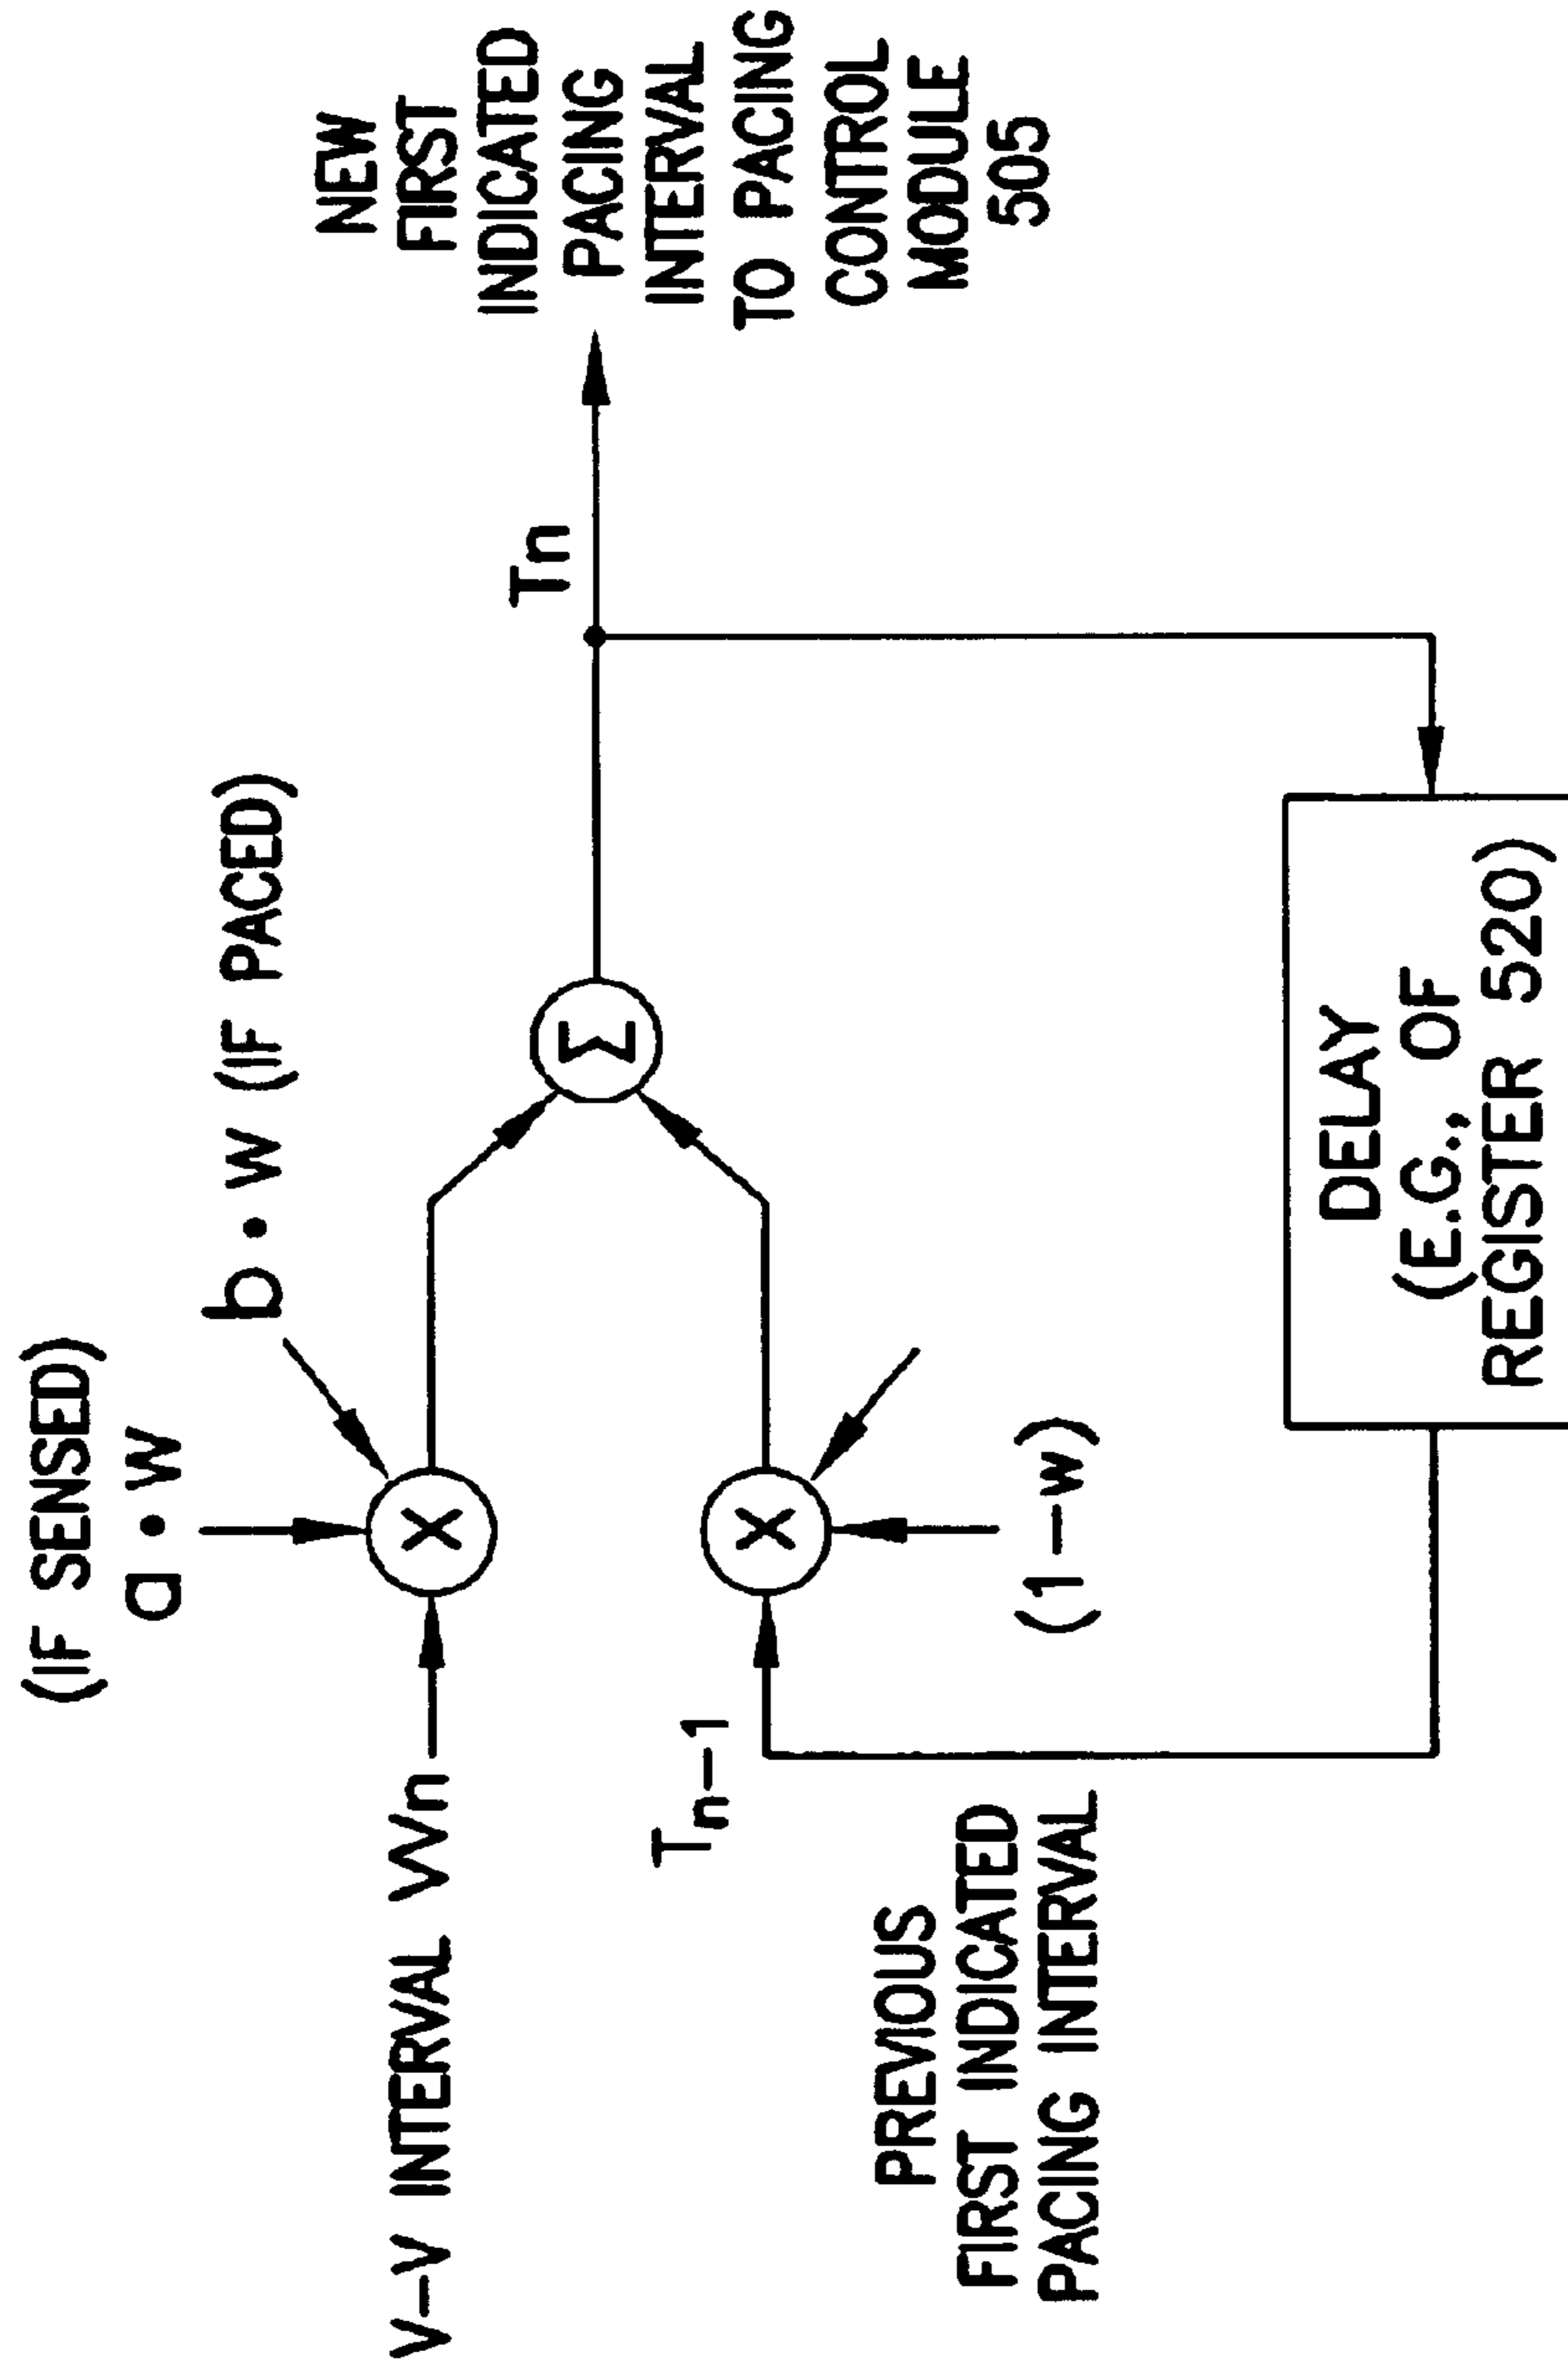 (IF SENSED)
a • w
b • w (IF PACED)
V–V INTERVAL VVn
X
Σ
Tn
NEW
FIRST
INDICATED
PACING
INTERVAL
TO PACING
CONTROL
MODULE
505
Tn–1
X
(1–w)
PREVIOUS
FIRST INDICATED
PACING INTERVAL
DELAY
(E.G., OF
REGISTER 520)